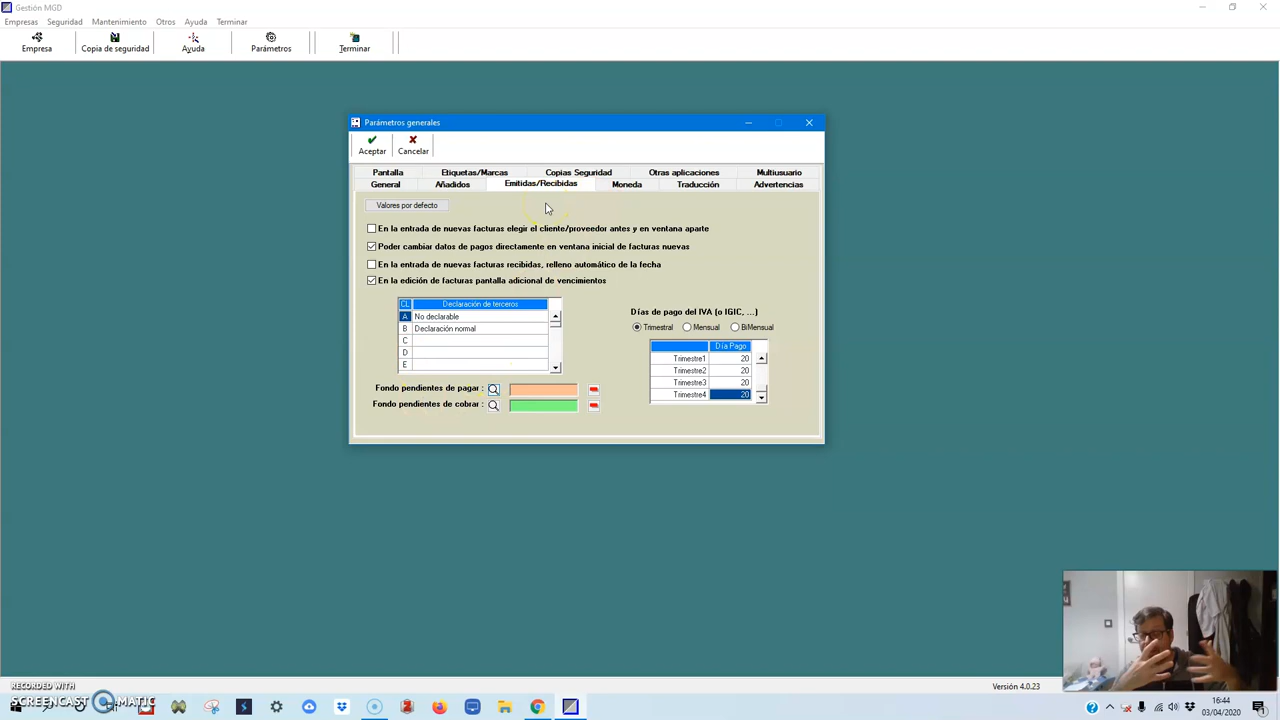 Gestión MGD
Empresas Seguridad Mantenimiento Otros Ayuda Terminar
Empresa Copia de seguridad Ayuda Parámetros Terminar
Parámetros generales
Aceptar Cancelar
Pantalla Etiquetas/Marcas Copias Seguridad Otras aplicaciones Multiusuario
General Añadidos Emitidas/Recibidas Moneda Traducción Advertencias
Valores por defecto
En la entrada de nuevas facturas elegir el cliente/proveedor antes y en ventana aparte
Poder cambiar datos de pagos directamente en ventana inicial de facturas nuevas
En la entrada de nuevas facturas recibidas, relleno automático de la fecha
En la edición de facturas pantalla adicional de vencimientos
CL Declaración de terceros
A No declarable
B Declaración normal
C
D
E
Días de pago del IVA (o IGIC, ...)
Trimestral Mensual BiMensual
Día Pago
Trimestre1 20
Trimestre2 20
Trimestre3 20
Trimestre4 20
Fondo pendientes de pagar :
Fondo pendientes de cobrar :
Versión 4.0.23
RECORDED WITH
SCREENCAST MATIC
16:44
03/04/2020